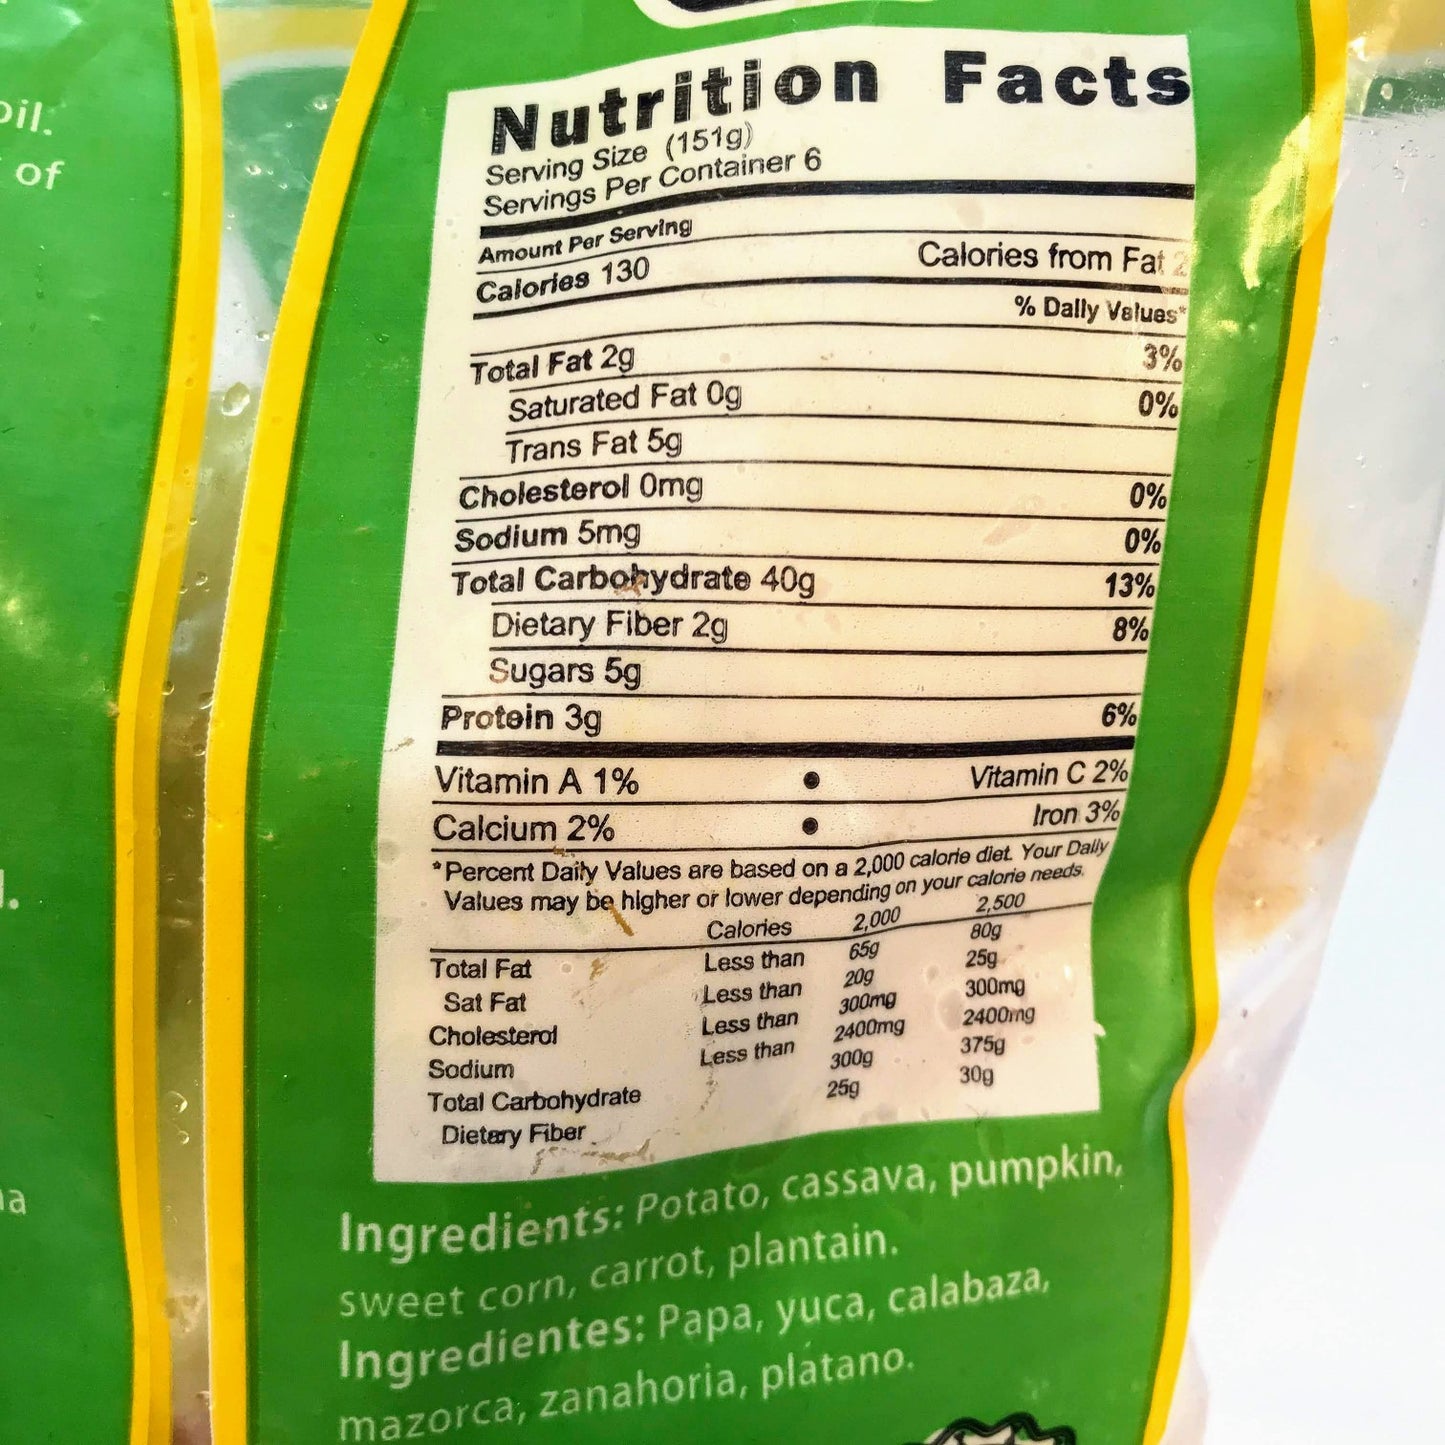 oil.
of
Nutrition Facts
Serving Size (151g)
Servings Per Container 6
Amount Per Serving
Calories 130 Calories from Fat 2
% Daily Values*
Total Fat 2g 3%
Saturated Fat 0g 0%
Trans Fat 5g
Cholesterol 0mg 0%
Sodium 5mg 0%
Total Carbohydrate 40g 13%
Dietary Fiber 2g 8%
Sugars 5g
Protein 3g 6%
Vitamin A 1% • Vitamin C 2%
Calcium 2% • Iron 3%
*Percent Daily Values are based on a 2,000 calorie diet. Your Daily
Values may be higher or lower depending on your calorie needs.
Calories 2,000 2,500
Total Fat Less than 65g 80g
Sat Fat Less than 20g 25g
Cholesterol Less than 300mg 300mg
Sodium Less than 2400mg 2400mg
Total Carbohydrate 300g 375g
Dietary Fiber 25g 30g
Ingredients: Potato, cassava, pumpkin,
sweet corn, carrot, plantain.
Ingredientes: Papa, yuca, calabaza,
mazorca, zanahoria, plátano.